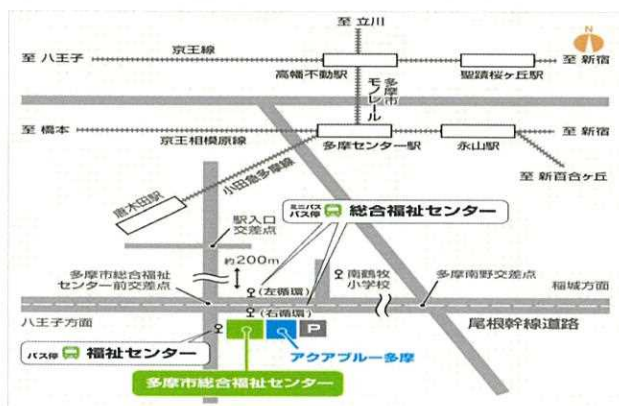 至 立川
N
至 八王子
京王線
高幡不動駅
聖蹟桜ヶ丘駅
至 新宿
多摩市
モノレール
至 橋本
京王相模原線
多摩センター駅
永山駅
至 新宿
至 新百合ヶ丘
小田急多摩線
唐木田駅
駅入口
交差点
ミニバス
バス停
総合福祉センター
約200m
多摩市総合福祉
センター前交差点
(左循環)
南鶴牧
小学校
多摩南野交差点
稲城方面
八王子方面
(右循環)
尾根幹線道路
バス停
福祉センター
P
アクアブルー多摩
多摩市総合福祉センター